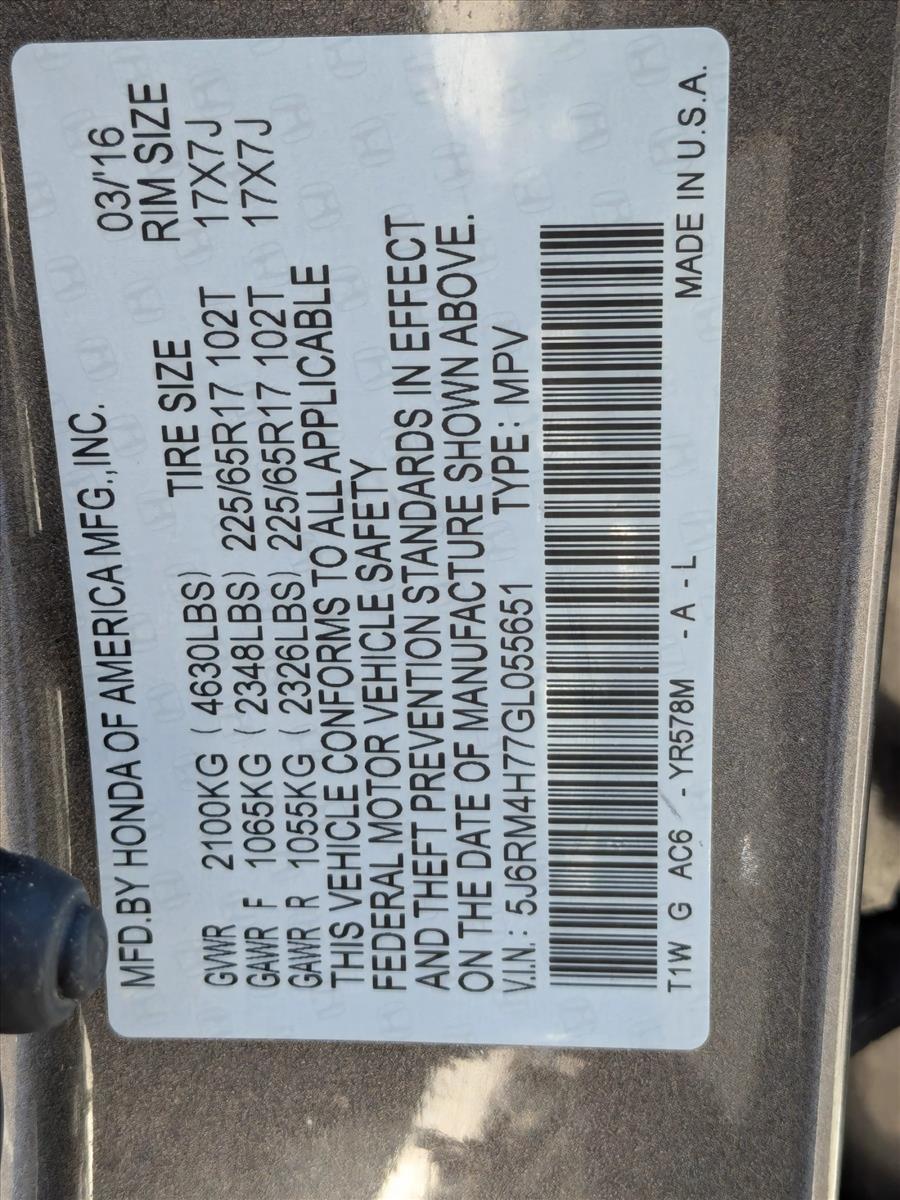 MFD.BY HONDA OF AMERICA MFG.,INC. 03/'16
TIRE SIZE RIM SIZE
GVWR 2100KG ( 4630LBS)
GAWR F 1065KG ( 2348LBS) 225/65R17 102T 17X7J
GAWR R 1055KG ( 2326LBS) 225/65R17 102T 17X7J
THIS VEHICLE CONFORMS TO ALL APPLICABLE
FEDERAL MOTOR VEHICLE SAFETY
AND THEFT PREVENTION STANDARDS IN EFFECT
ON THE DATE OF MANUFACTURE SHOWN ABOVE.
V.I.N.: 5J6RM4H77GL055651 TYPE: MPV
T1W G AC6 YR578M -A-L MADE IN U.S.A.